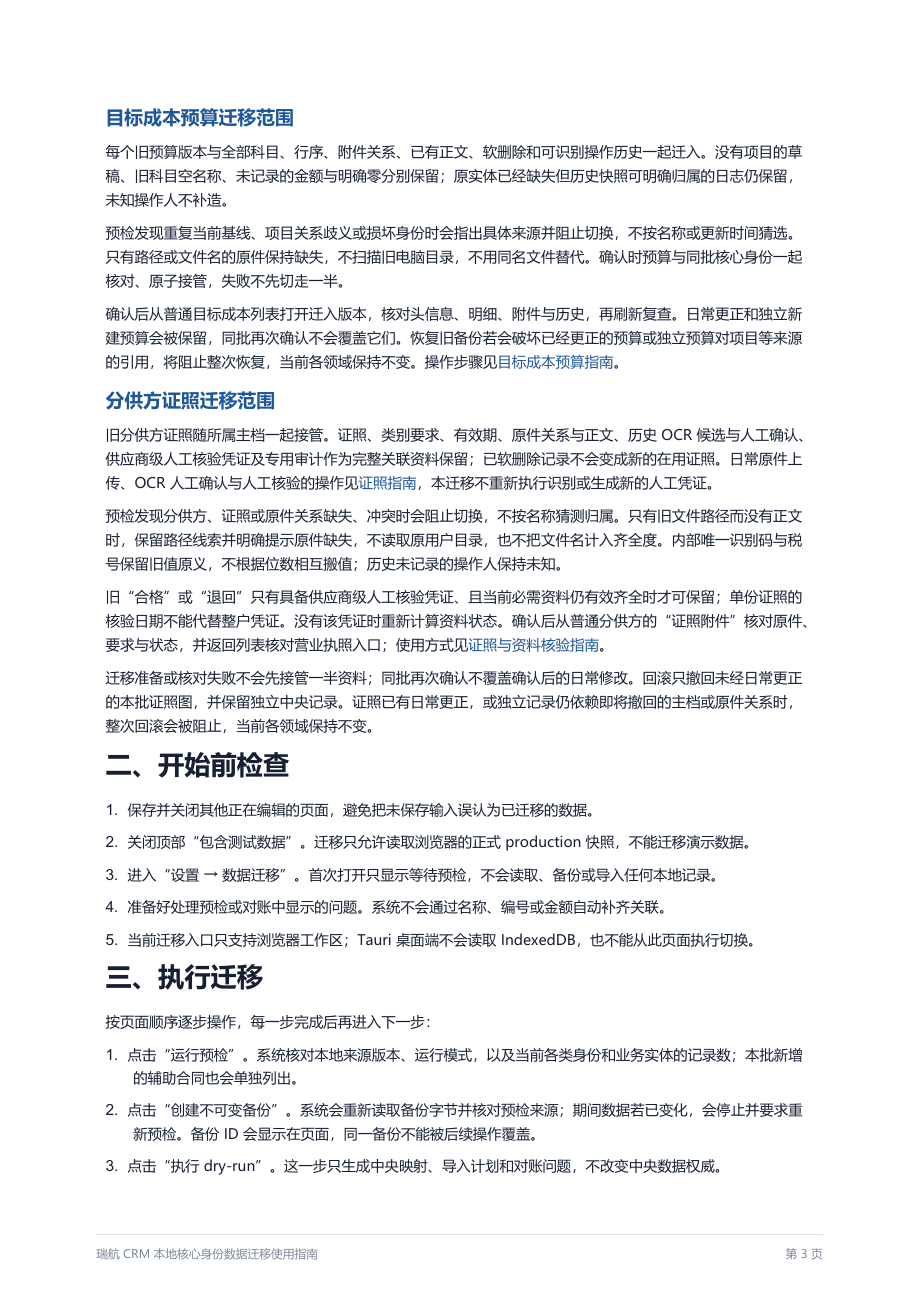 目标成本预算迁移范围
每个旧预算版本与全部科目、行序、附件关系、已有正文、软删除和可识别操作历史一起迁入。没有项目的草
稿、旧科目空名称、未记录的金额与明确零分别保留；原实体已经缺失但历史快照可明确归属的日志仍保留，
未知操作人不补造。
预检发现重复当前基线、项目关系歧义或损坏身份时会指出具体来源并阻止切换，不按名称或更新时间猜选。
只有路径或文件名的原件保持缺失，不扫描旧电脑目录，不用同名文件替代。确认时预算与同批核心身份一起
核对、原子接管，失败不先切走一半。
确认后从普通目标成本列表打开迁入版本，核对头信息、明细、附件与历史，再刷新复查。日常更正和独立新
建预算会被保留，同批再次确认不会覆盖它们。恢复旧备份若会破坏已经更正的预算或独立预算对项目等来源
的引用，将阻止整次恢复，当前各领域保持不变。操作步骤见目标成本预算指南。
分供方证照迁移范围
旧分供方证照随所属主档一起接管。证照、类别要求、有效期、原件关系与正文、历史 OCR 候选与人工确认、
供应商级人工核验凭证及专用审计作为完整关联资料保留；已软删除记录不会变成新的在用证照。日常原件上
传、OCR 人工确认与人工核验的操作见证照指南，本迁移不重新执行识别或生成新的人工凭证。
预检发现分供方、证照或原件关系缺失、冲突时会阻止切换，不按名称猜测归属。只有旧文件路径而没有正文
时，保留路径线索并明确提示原件缺失，不读取原用户目录，也不把文件名计入齐全度。内部唯一识别码与税
号保留旧值原义，不根据位数相互搬值；历史未记录的操作人保持未知。
旧“合格”或“退回”只有具备供应商级人工核验凭证、且当前必需资料仍有效齐全时才可保留；单份证照的
核验日期不能代替整户凭证。没有该凭证时重新计算资料状态。确认后从普通分供方的“证照附件”核对原件、
要求与状态，并返回列表核对营业执照入口；使用方式见证照与资料核验指南。
迁移准备或核对失败不会先接管一半资料；同批再次确认不覆盖确认后的日常修改。回滚只撤回未经日常更正
的本批证照图，并保留独立中央记录。证照已有日常更正，或独立记录仍依赖即将撤回的主档或原件关系时，
整次回滚会被阻止，当前各领域保持不变。
二、开始前检查
1. 保存并关闭其他正在编辑的页面，避免把未保存输入误认为已迁移的数据。
2. 关闭顶部“包含测试数据”。迁移只允许读取浏览器的正式 production 快照，不能迁移演示数据。
3. 进入“设置 → 数据迁移”。首次打开只显示等待预检，不会读取、备份或导入任何本地记录。
4. 准备好处理预检或对账中显示的问题。系统不会通过名称、编号或金额自动补齐关联。
5. 当前迁移入口只支持浏览器工作区；Tauri 桌面端不会读取 IndexedDB，也不能从此页面执行切换。
三、执行迁移
按页面顺序逐步操作，每一步完成后再进入下一步：
1. 点击“运行预检”。系统核对本地来源版本、运行模式，以及当前各类身份和业务实体的记录数；本批新增
的辅助合同也会单独列出。
2. 点击“创建不可变备份”。系统会重新读取备份字节并核对预检来源；期间数据若已变化，会停止并要求重
新预检。备份 ID 会显示在页面，同一备份不能被后续操作覆盖。
3. 点击“执行 dry-run”。这一步只生成中央映射、导入计划和对账问题，不改变中央数据权威。
瑞航 CRM 本地核心身份数据迁移使用指南
第 3 页